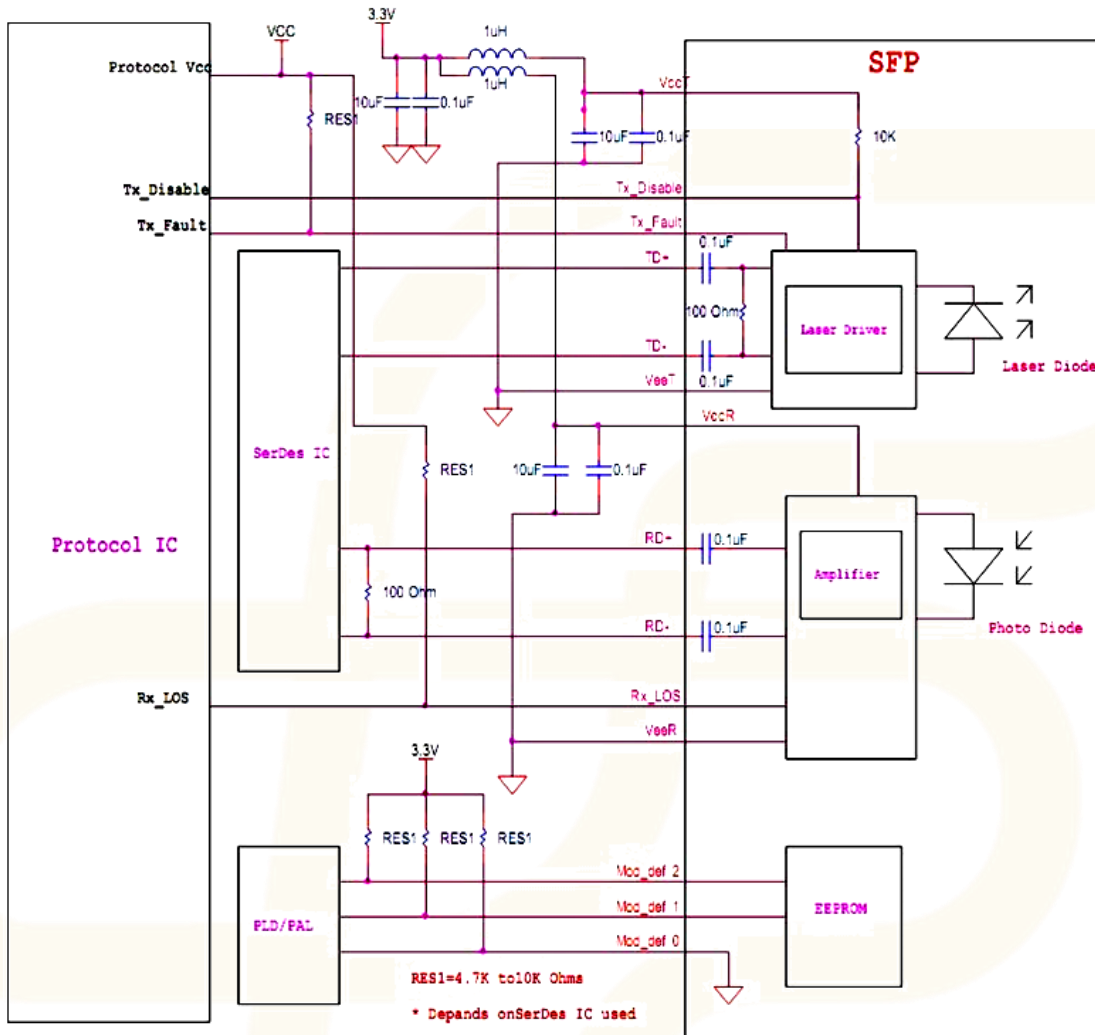 3.3V
1uH
VCC
SFP
Protocol Vcc
1uH
VccT
10uF
0.1uF
RES1
10uF
0.1uF
10K
Tx_Disable
Tx_Disable
Tx_Fault
Tx_Fault
0.1uF
TD+
100 Ohm
Laser Driver
TD-
Laser Diode
VeeT
0.1uF
VccR
SerDes IC
RES1
10uF
0.1uF
Protocol IC
RD+
0.1uF
Amplifier
100 Ohm
RD-
0.1uF
Photo Diode
Rx_LOS
Rx_LOS
VeeR
3.3V
RES1
RES1
RES1
Mod_def 2
PLD/PAL
Mod_def 1
EEPROM
Mod_def 0
RES1=4.7K to10K Ohms
* Depands onSerDes IC used